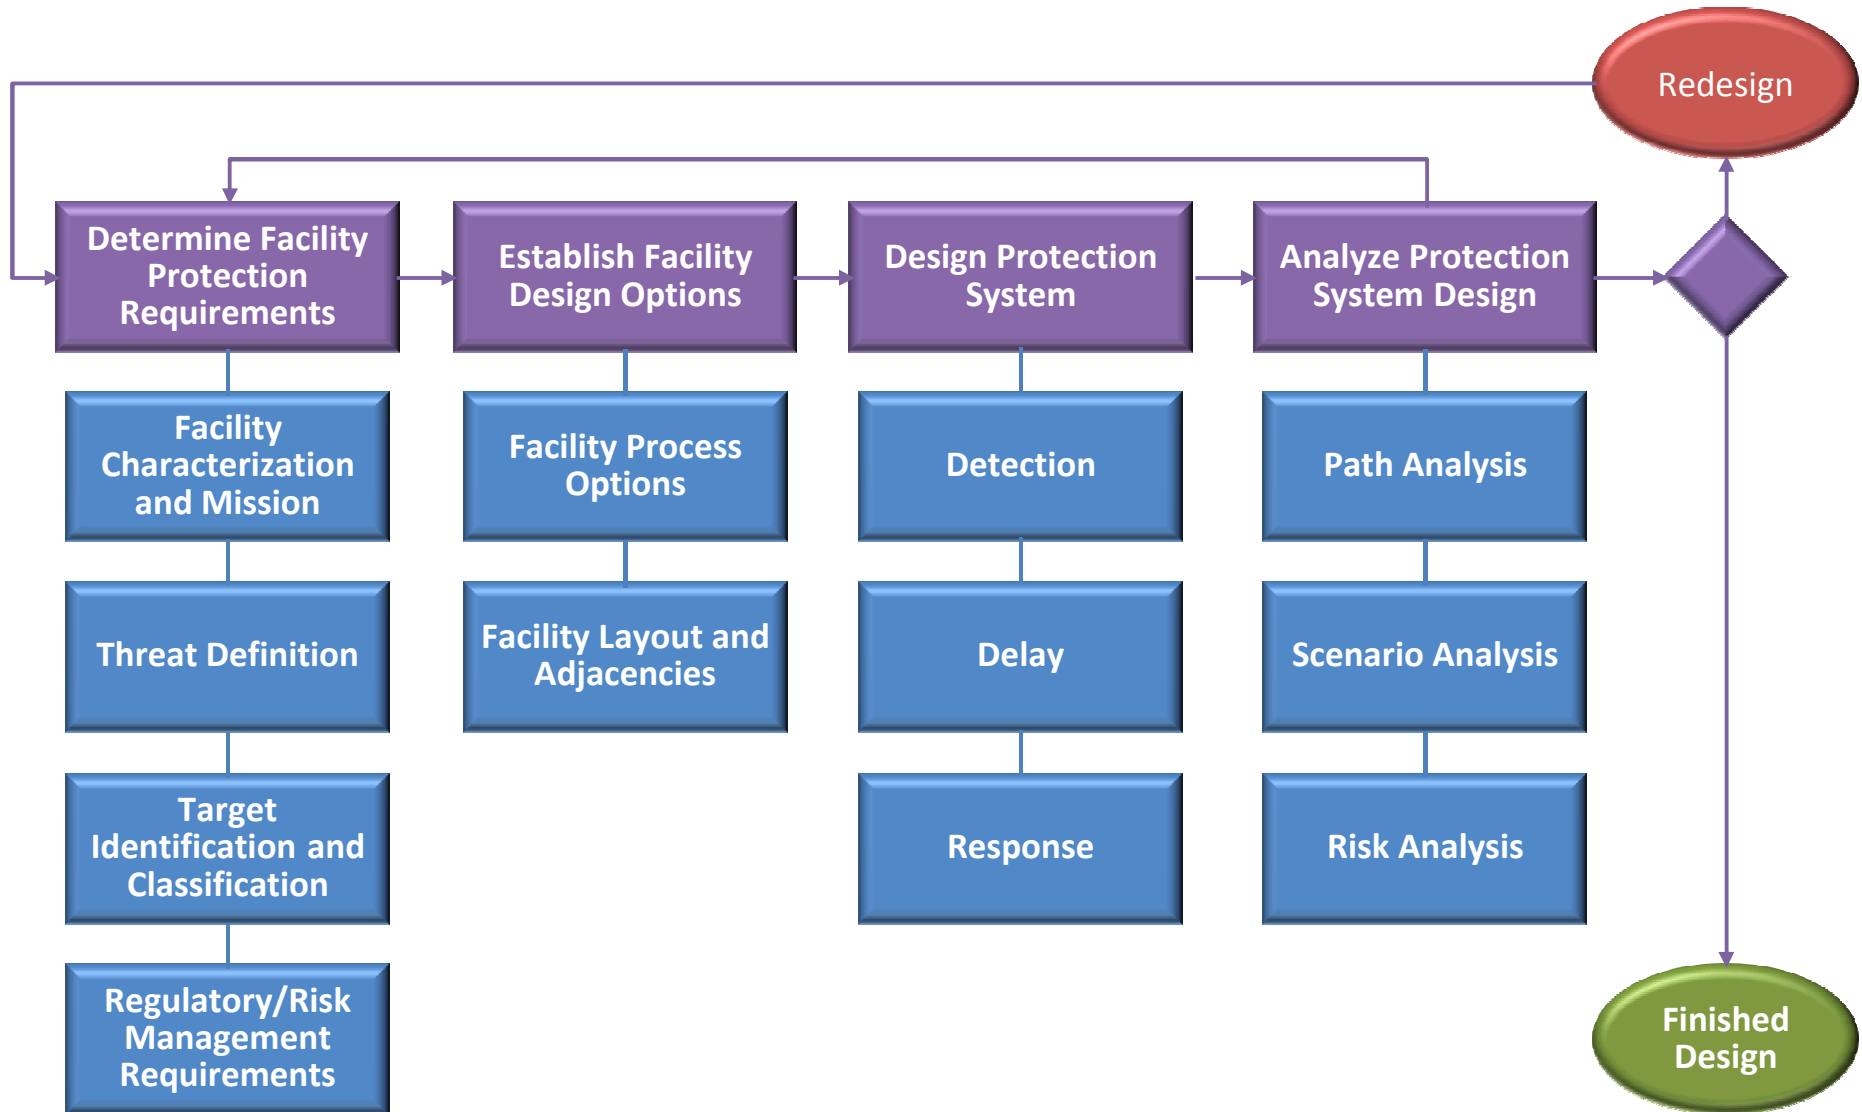 Redesign
Determine Facility
Protection
Requirements
Establish Facility
Design Options
Design Protection
System
Analyze Protection
System Design
Facility
Characterization
and Mission
Facility Process
Options
Detection
Path Analysis
Threat Definition
Facility Layout and
Adjacencies
Delay
Scenario Analysis
Target
Identification and
Classification
Response
Risk Analysis
Regulatory/Risk
Management
Requirements
Finished
Design